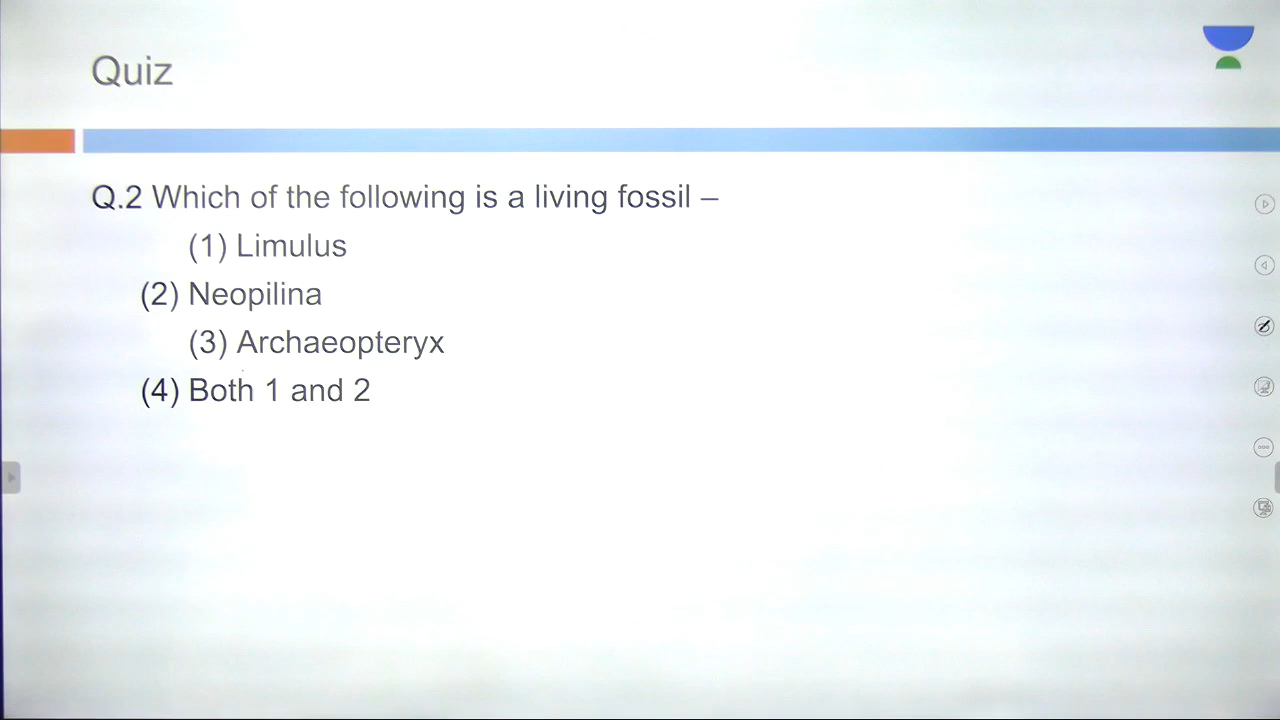 Quiz
Q.2 Which of the following is a living fossil –
(1) Limulus
(2) Neopilina
(3) Archaeopteryx
(4) Both 1 and 2